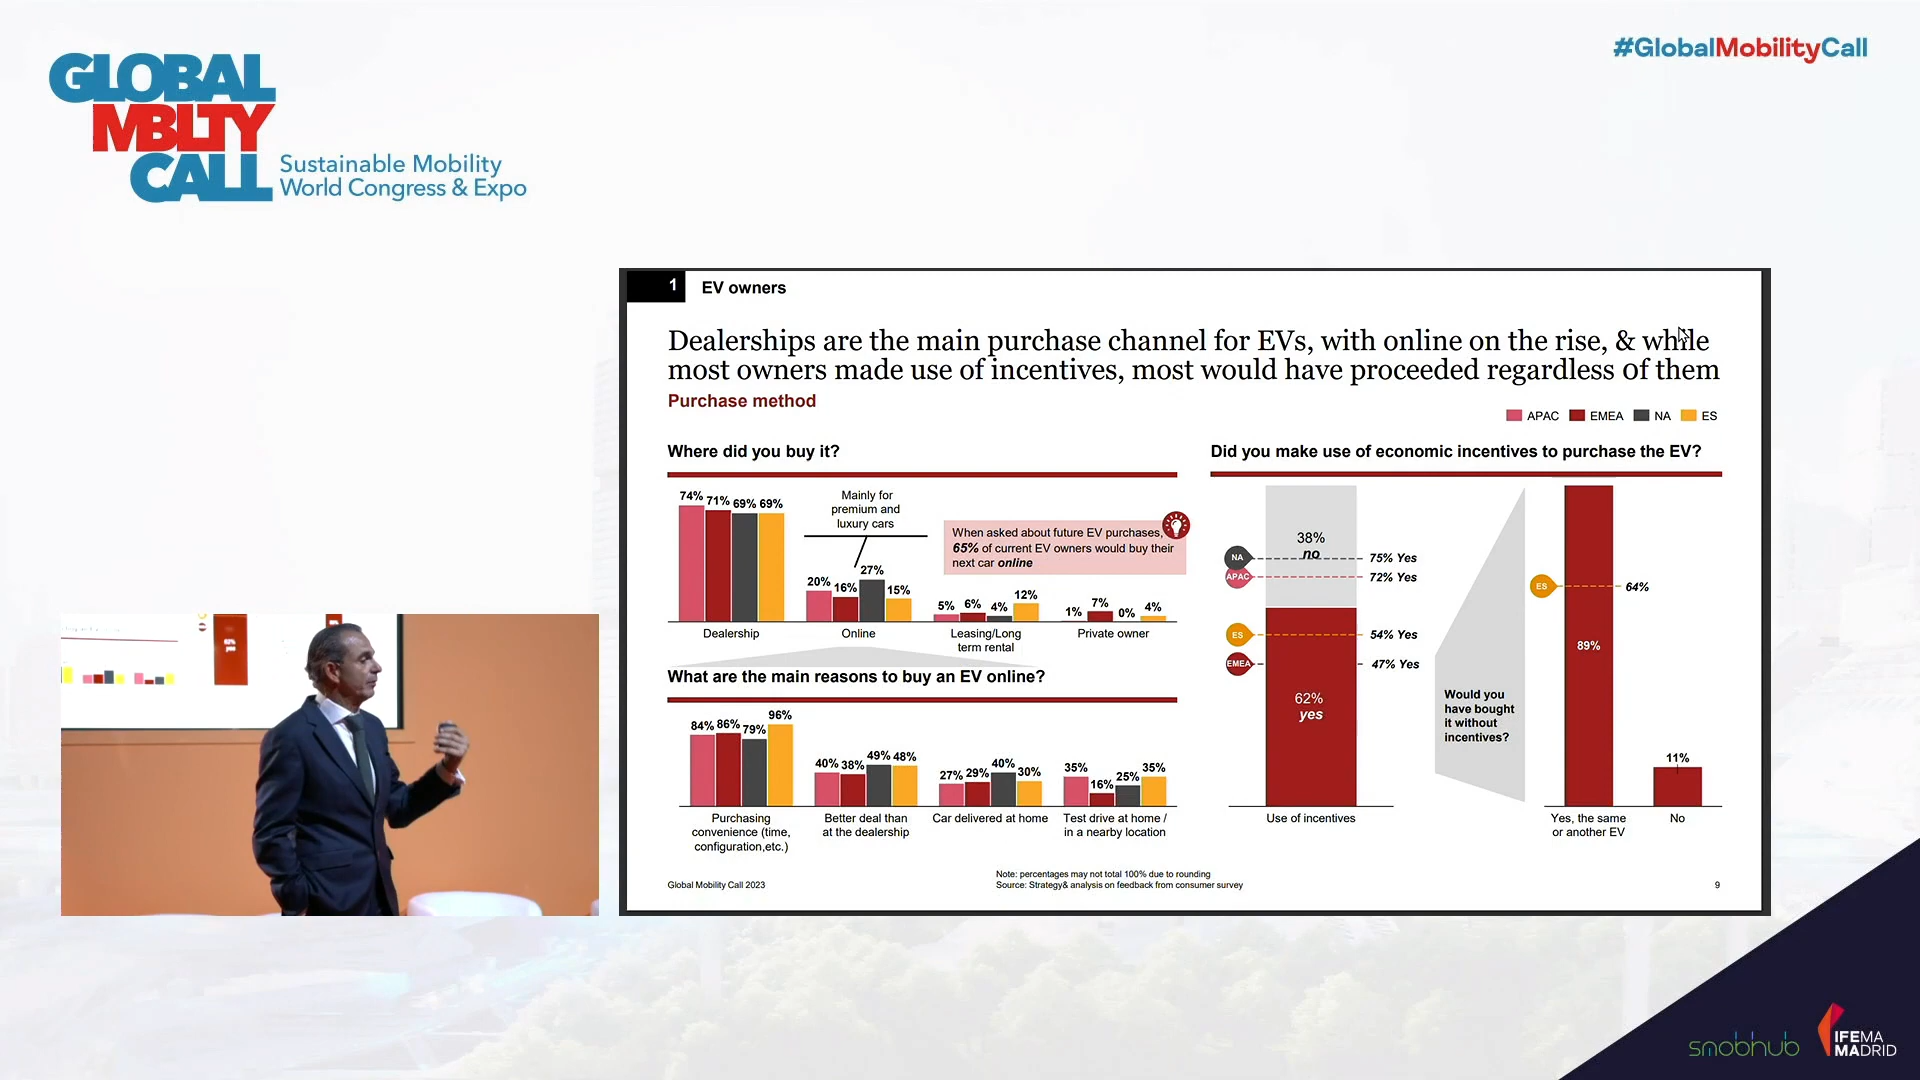 GLOBAL
MBLTY
CALL
Sustainable Mobility
World Congress & Expo
#GlobalMobilityCall
1
EV owners
Dealerships are the main purchase channel for EVs, with online on the rise, & while
most owners made use of incentives, most would have proceeded regardless of them
Purchase method
APAC EMEA NA ES
Where did you buy it?
74% 71% 69% 69%
Mainly for
premium and
luxury cars
20% 16% 27% 15%
When asked about future EV purchases,
65% of current EV owners would buy their
next car online
5% 6% 4% 12%
1% 7% 0% 4%
Dealership
Online
Leasing/Long
term rental
Private owner
What are the main reasons to buy an EV online?
84% 86% 79% 96%
40% 38% 49% 48%
27% 29% 40% 30%
35% 16% 25% 35%
Purchasing
convenience (time,
configuration,etc.)
Better deal than
at the dealership
Car delivered at home
Test drive at home /
in a nearby location
Did you make use of economic incentives to purchase the EV?
38%
no
NA 75% Yes
APAC 72% Yes
ES 54% Yes
EMEA 47% Yes
62%
yes
Use of incentives
Would you
have bought
it without
incentives?
ES 64%
89%
11%
Yes, the same
or another EV
No
Note: percentages may not total 100% due to rounding
Source: Strategy& analysis on feedback from consumer survey
Global Mobility Call 2023
9
smobhub
IFEMA
MADRID